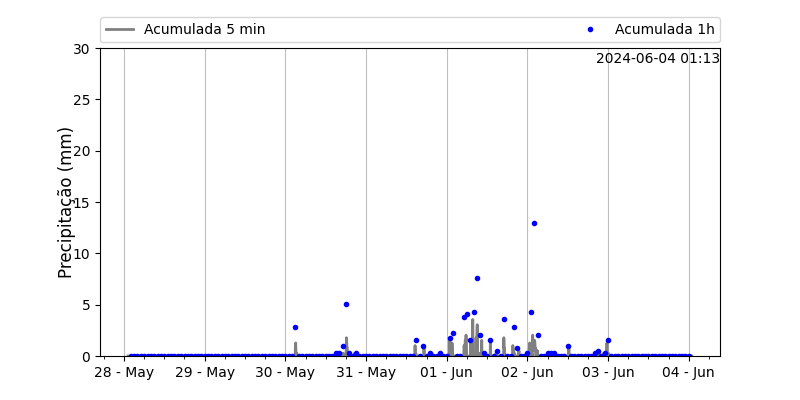 Acumulada 5 min
Acumulada 1h
2024-06-04 01:13
Precipitação (mm)
30
25
20
15
10
5
0
28 - May
29 - May
30 - May
31 - May
01 - Jun
02 - Jun
03 - Jun
04 - Jun